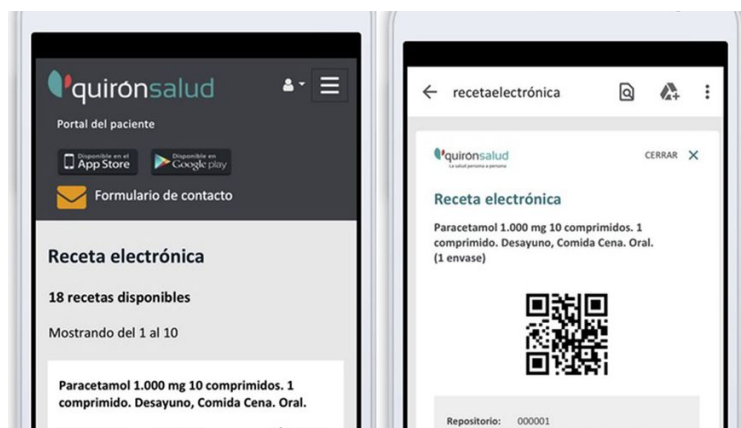 quirónsalud
Portal del paciente
Disponible en el
App Store
Disponible en
Google play
Formulario de contacto
Receta electrónica
18 recetas disponibles
Mostrando del 1 al 10
Paracetamol 1.000 mg 10 comprimidos. 1
comprimido. Desayuno, Comida Cena. Oral.
recetaelectrónica
quirónsalud
La salud persona a persona
CERRAR X
Receta electrónica
Paracetamol 1.000 mg 10 comprimidos. 1
comprimido. Desayuno, Comida Cena. Oral.
(1 envase)
Repositorio: 000001